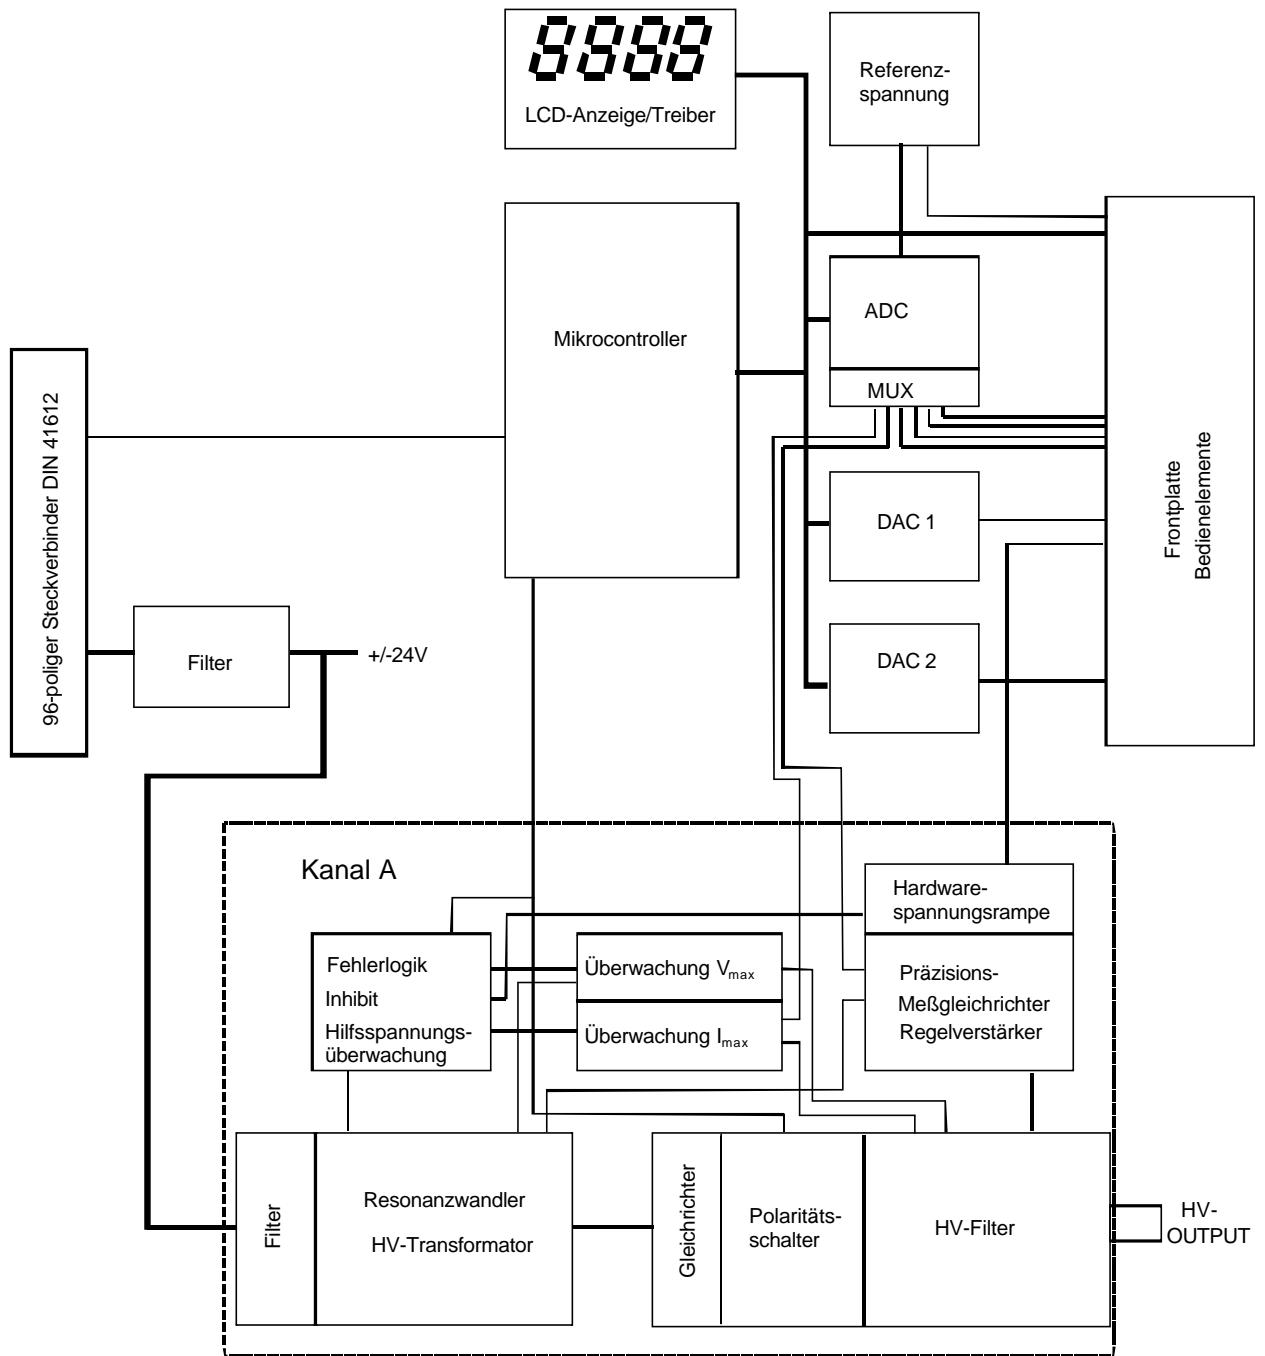 8888
LCD-Anzeige/Treiber
Referenz-
spannung
Mikrocontroller
ADC
MUX
96-poliger Steckverbinder DIN 41612
Frontplatte
Bedienelemente
DAC 1
Filter
+/-24V
DAC 2
Kanal A
Hardware-
spannungsrampe
Fehlerlogik
Inhibit
Hilfsspannungs-
überwachung
Überwachung Vmax
Überwachung Imax
Präzisions-
Meßgleichrichter
Regelverstärker
Filter
Resonanzwandler
HV-Transformator
Gleichrichter
Polaritäts-
schalter
HV-Filter
HV-
OUTPUT